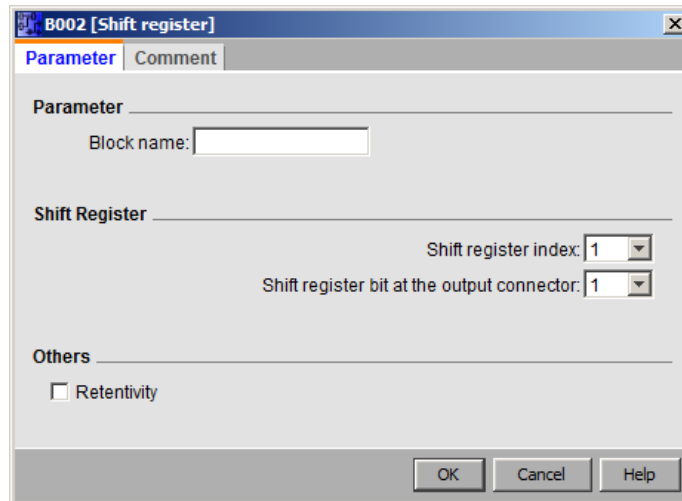 B002 [Shift register]
Parameter Comment
Parameter
Block name:
Shift Register
Shift register index: 1
Shift register bit at the output connector: 1
Others
Retentivity
OK Cancel Help